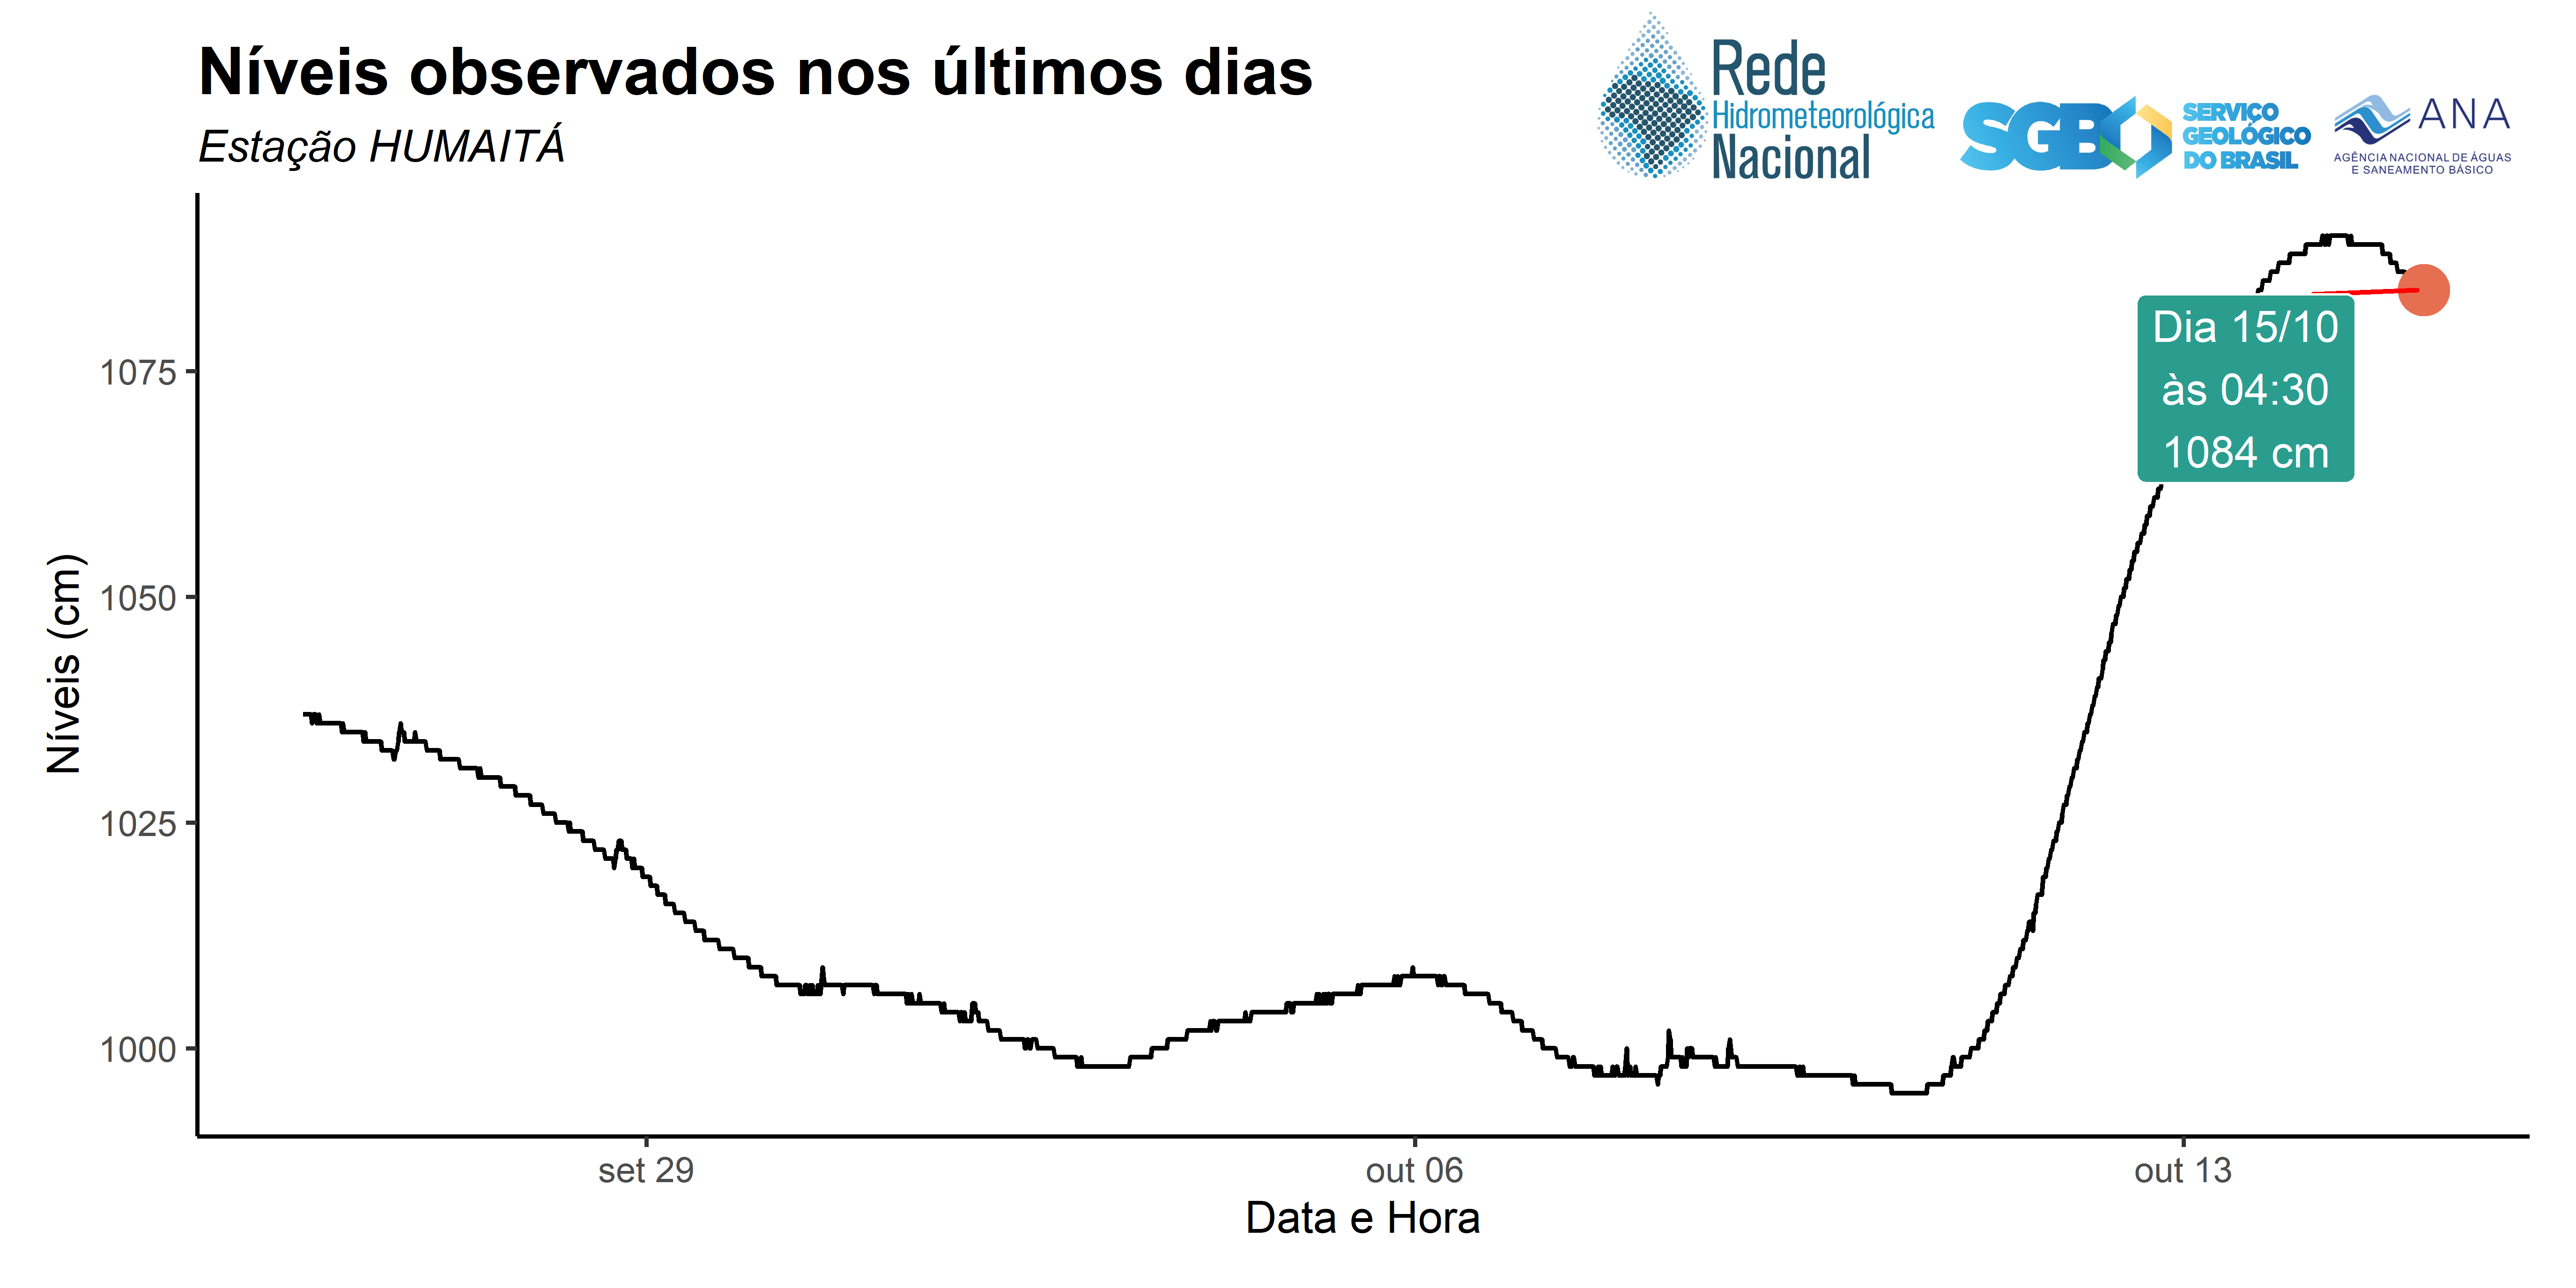 Níveis observados nos últimos dias
Estação HUMAITÁ
Rede
Hidrometeorológica
Nacional
SGB
SERVIÇO
GEOLÓGICO
DO BRASIL
ANA
AGÊNCIA NACIONAL DE ÁGUAS
E SANEAMENTO BÁSICO
Níveis (cm)
1075
1050
1025
1000
Dia 15/10
às 04:30
1084 cm
set 29
out 06
out 13
Data e Hora